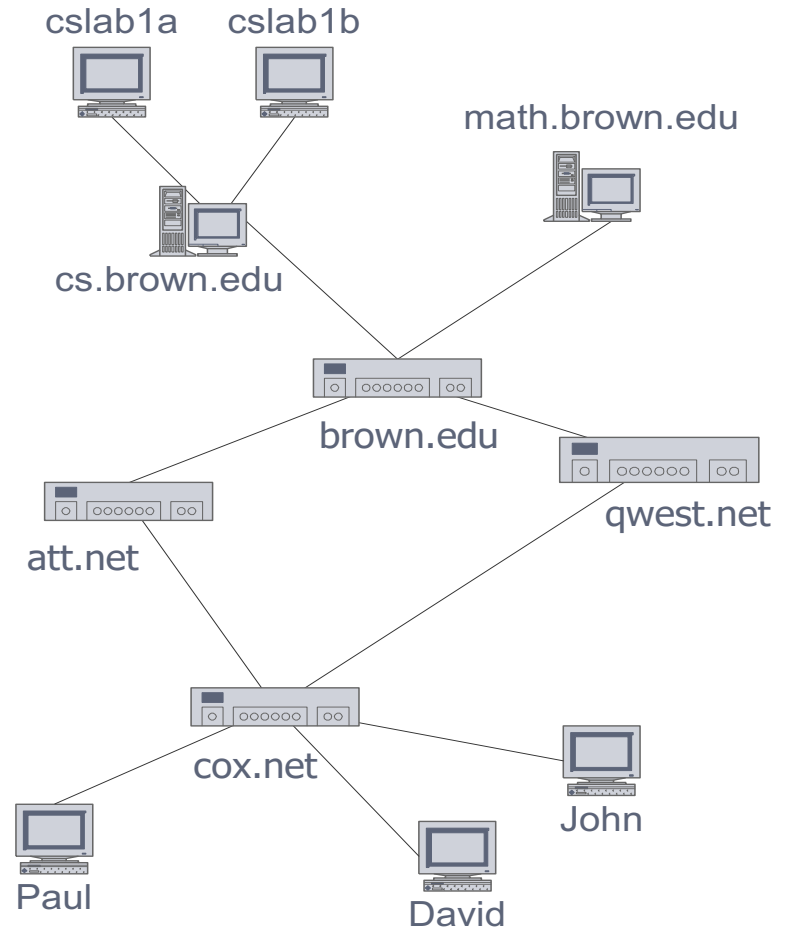 cslab1a
cslab1b
math.brown.edu
cs.brown.edu
brown.edu
qwest.net
att.net
cox.net
John
Paul
David